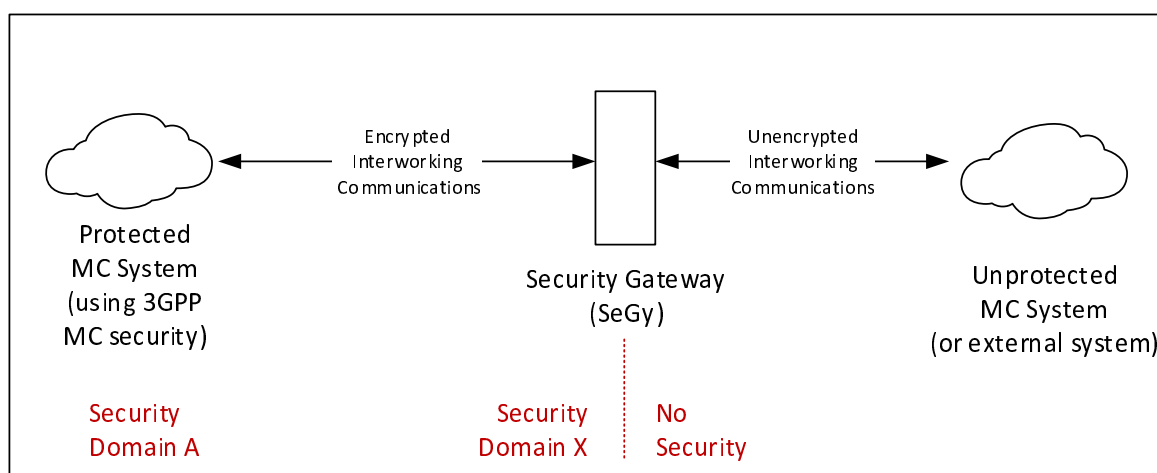 Encrypted
Interworking
Communications
Unencrypted
Interworking
Communications
Protected
MC System
(using 3GPP
MC security)
Security Gateway
(SeGy)
Unprotected
MC System
(or external system)
Security
Domain A
Security
Domain X
No
Security